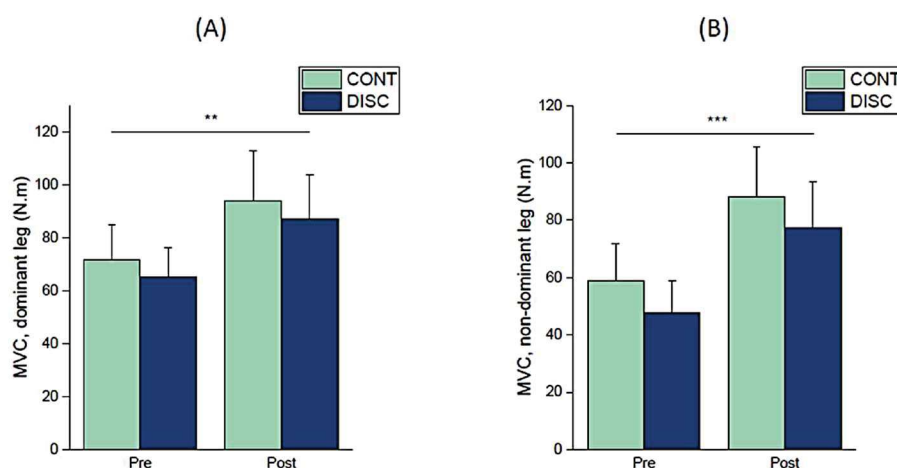 (A)
CONT
DISC
**
MVC, dominant leg (N.m)
120
100
80
60
40
20
0
Pre
Post
(B)
CONT
DISC
***
MVC, non-dominant leg (N.m)
120
100
80
60
40
20
0
Pre
Post